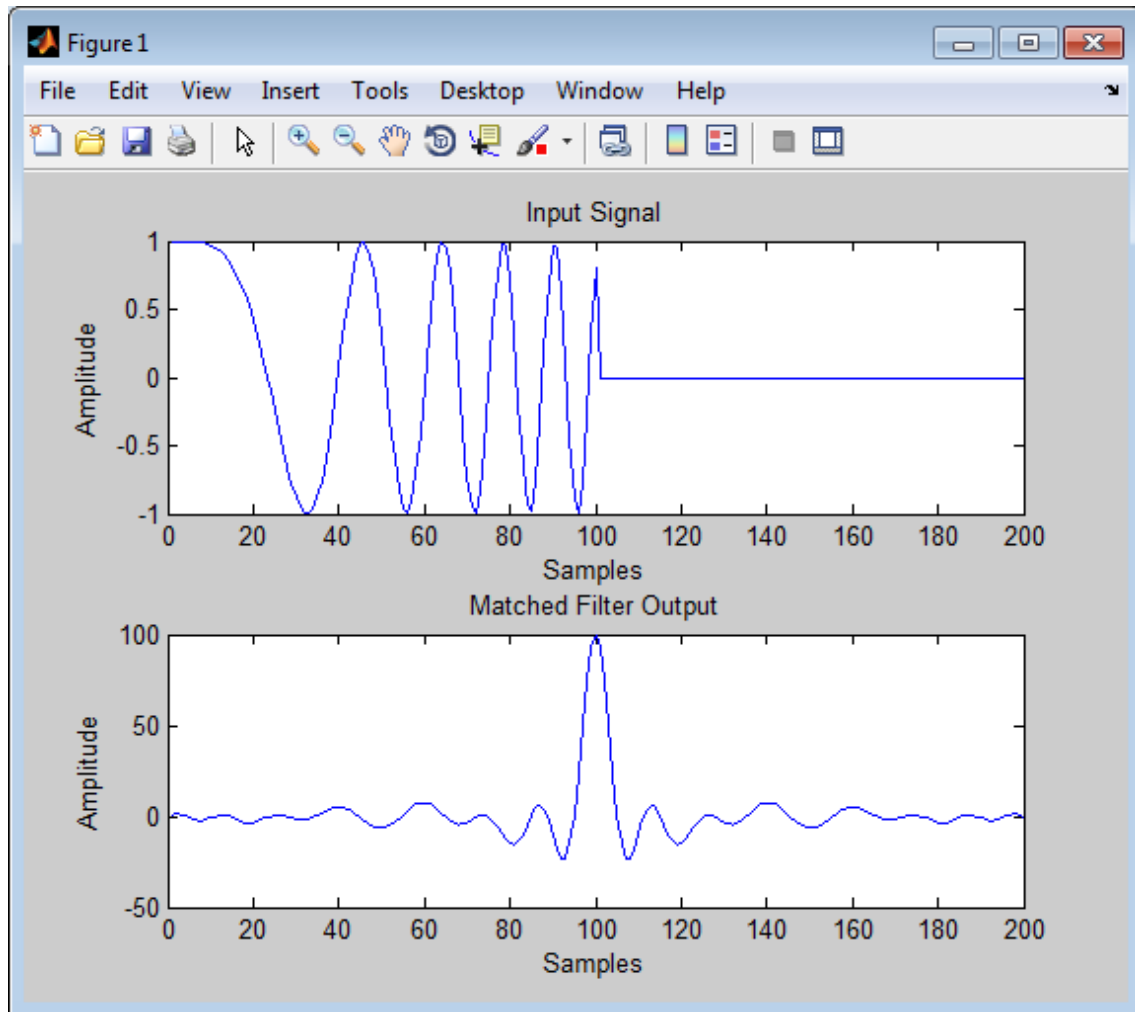 Figure 1
File Edit View Insert Tools Desktop Window Help
Input Signal
1
0.5
0
-0.5
-1
Amplitude
0 20 40 60 80 100 120 140 160 180 200
Samples
Matched Filter Output
100
50
0
-50
Amplitude
0 20 40 60 80 100 120 140 160 180 200
Samples